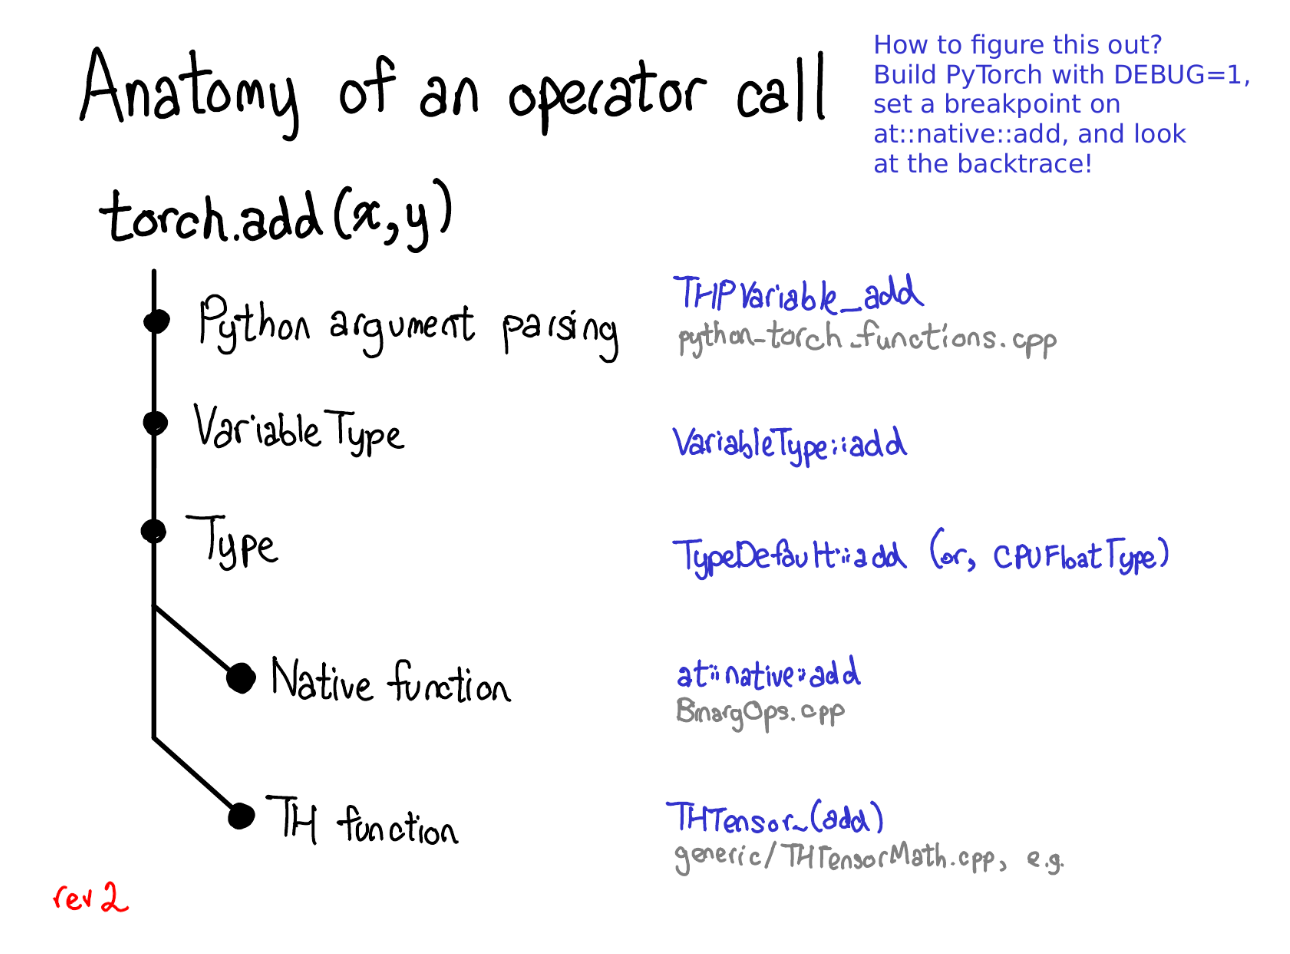 Anatomy of an operator call
How to figure this out?
Build PyTorch with DEBUG=1,
set a breakpoint on
at::native::add, and look
at the backtrace!
torch.add(x,y)
Python argument parsing
THPVariable_add
python_torch_functions.cpp
VariableType
VariableType::add
Type
TypeDefault::add (or, CPUFloatType)
Native function
at::native::add
BinaryOps.cpp
TH function
THTensor_(add)
generic/THTensorMath.cpp, e.g.
rev 2